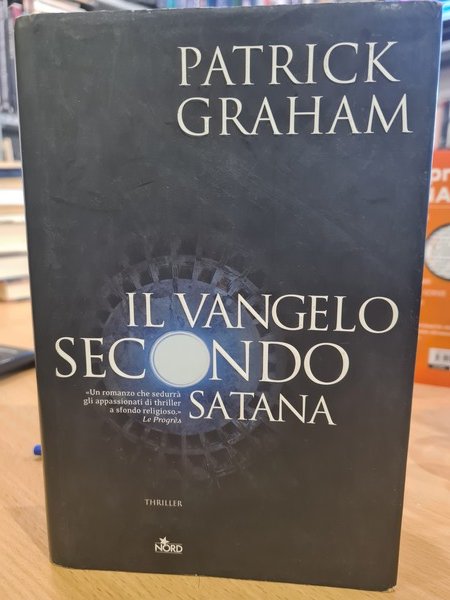 PATRICK
GRAHAM
IL VANGELO
SECONDO
SATANA
«Un romanzo che sedurrà
gli appassionati di thriller
a sfondo religioso.»
Le Progrès
THRILLER
NORD